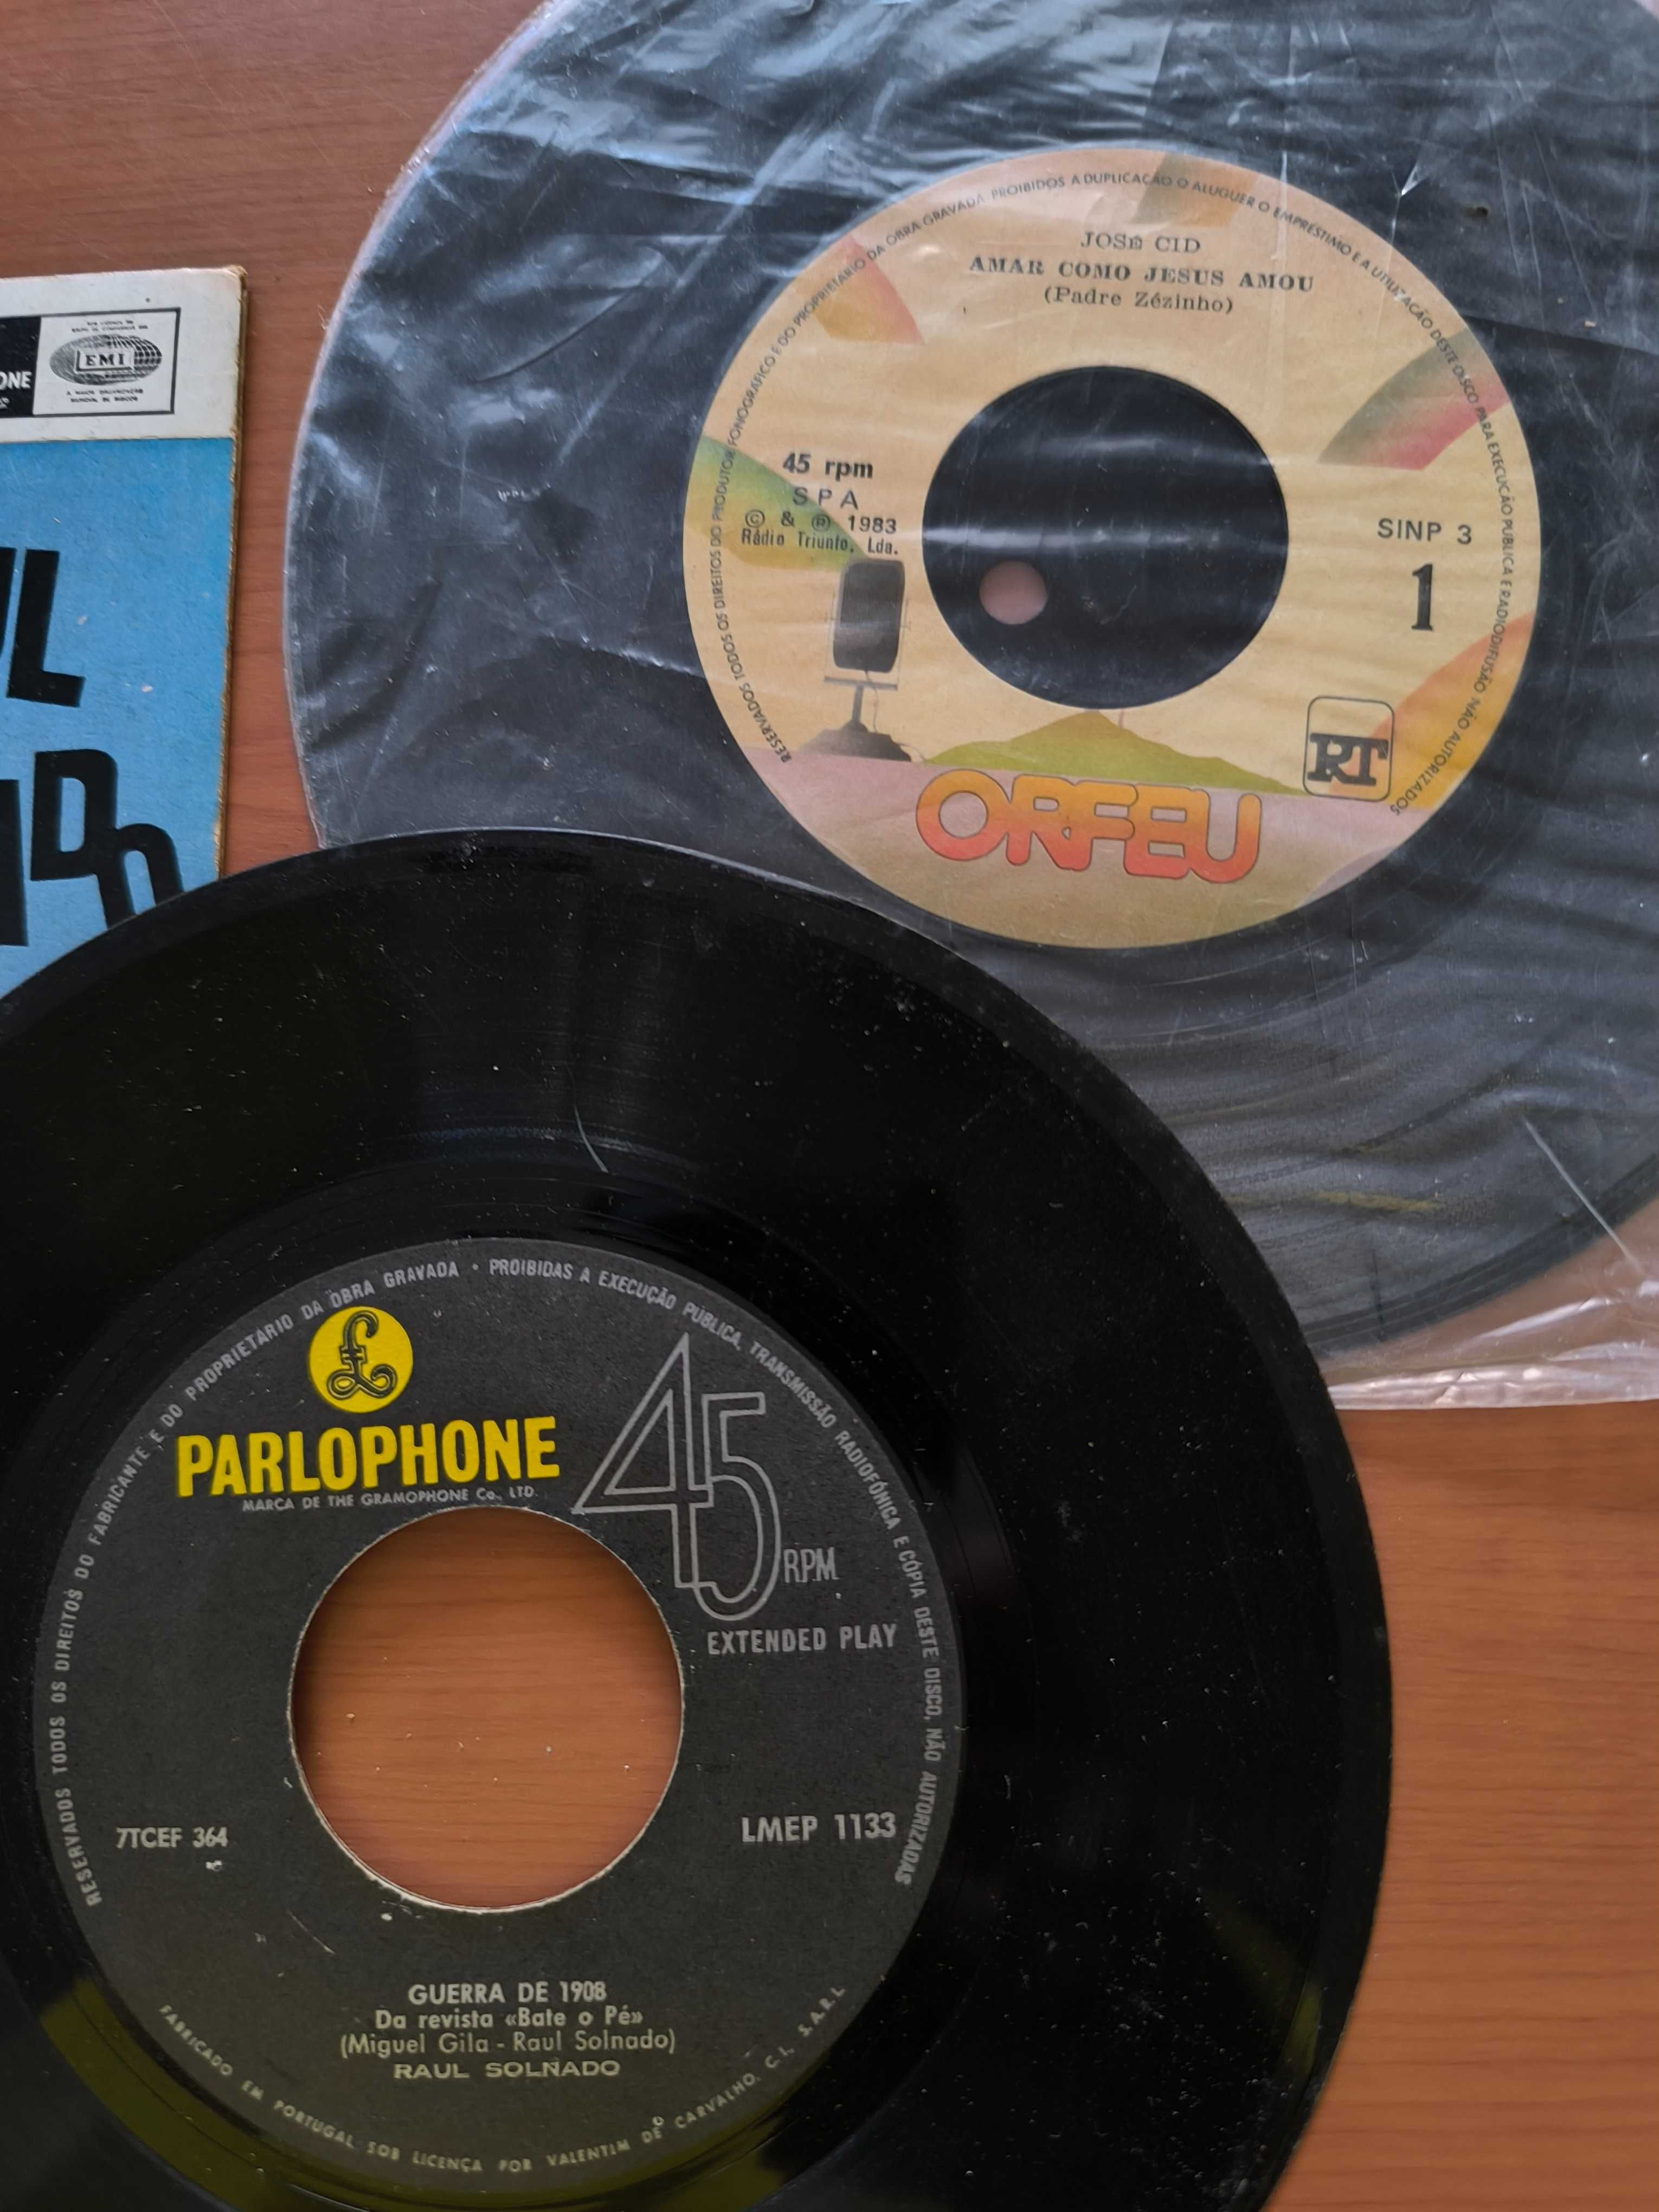 EMI
JOSÉ CID
AMAR COMO JESUS AMOU
(Padre Zézinho)
45 rpm
SPA
© & ℗ 1983
Rádio Triunfo, Lda.
SINP 3
1
RT
ORFEU
RESERVADOS TODOS OS DIREITOS DO PRODUTOR FONOGRÁFICO E DO PROPRIETÁRIO DA OBRA GRAVADA. PROIBIDOS A DUPLICAÇÃO O ALUGUER O EMPRÉSTIMO E A UTILIZAÇÃO DESTE DISCO PARA EXECUÇÃO PÚBLICA E RADIODIFUSÃO NÃO AUTORIZADOS
RESERVADOS TODOS OS DIREITOS DO FABRICANTE E DO PROPRIETÁRIO DA OBRA GRAVADA • PROIBIDAS A EXECUÇÃO PÚBLICA, TRANSMISSÃO RADIOFÓNICA E CÓPIA DESTE DISCO, NÃO AUTORIZADAS
£
PARLOPHONE
MARCA DE THE GRAMOPHONE Co., LTD.
45
RPM
EXTENDED PLAY
7TCEF 364
LMEP 1133
GUERRA DE 1908
Da revista «Bate o Pé»
(Miguel Gila - Raul Solnado)
RAUL SOLNADO
FABRICADO EM PORTUGAL SOB LICENÇA POR VALENTIM DE CARVALHO, C. I., S. A. R. L